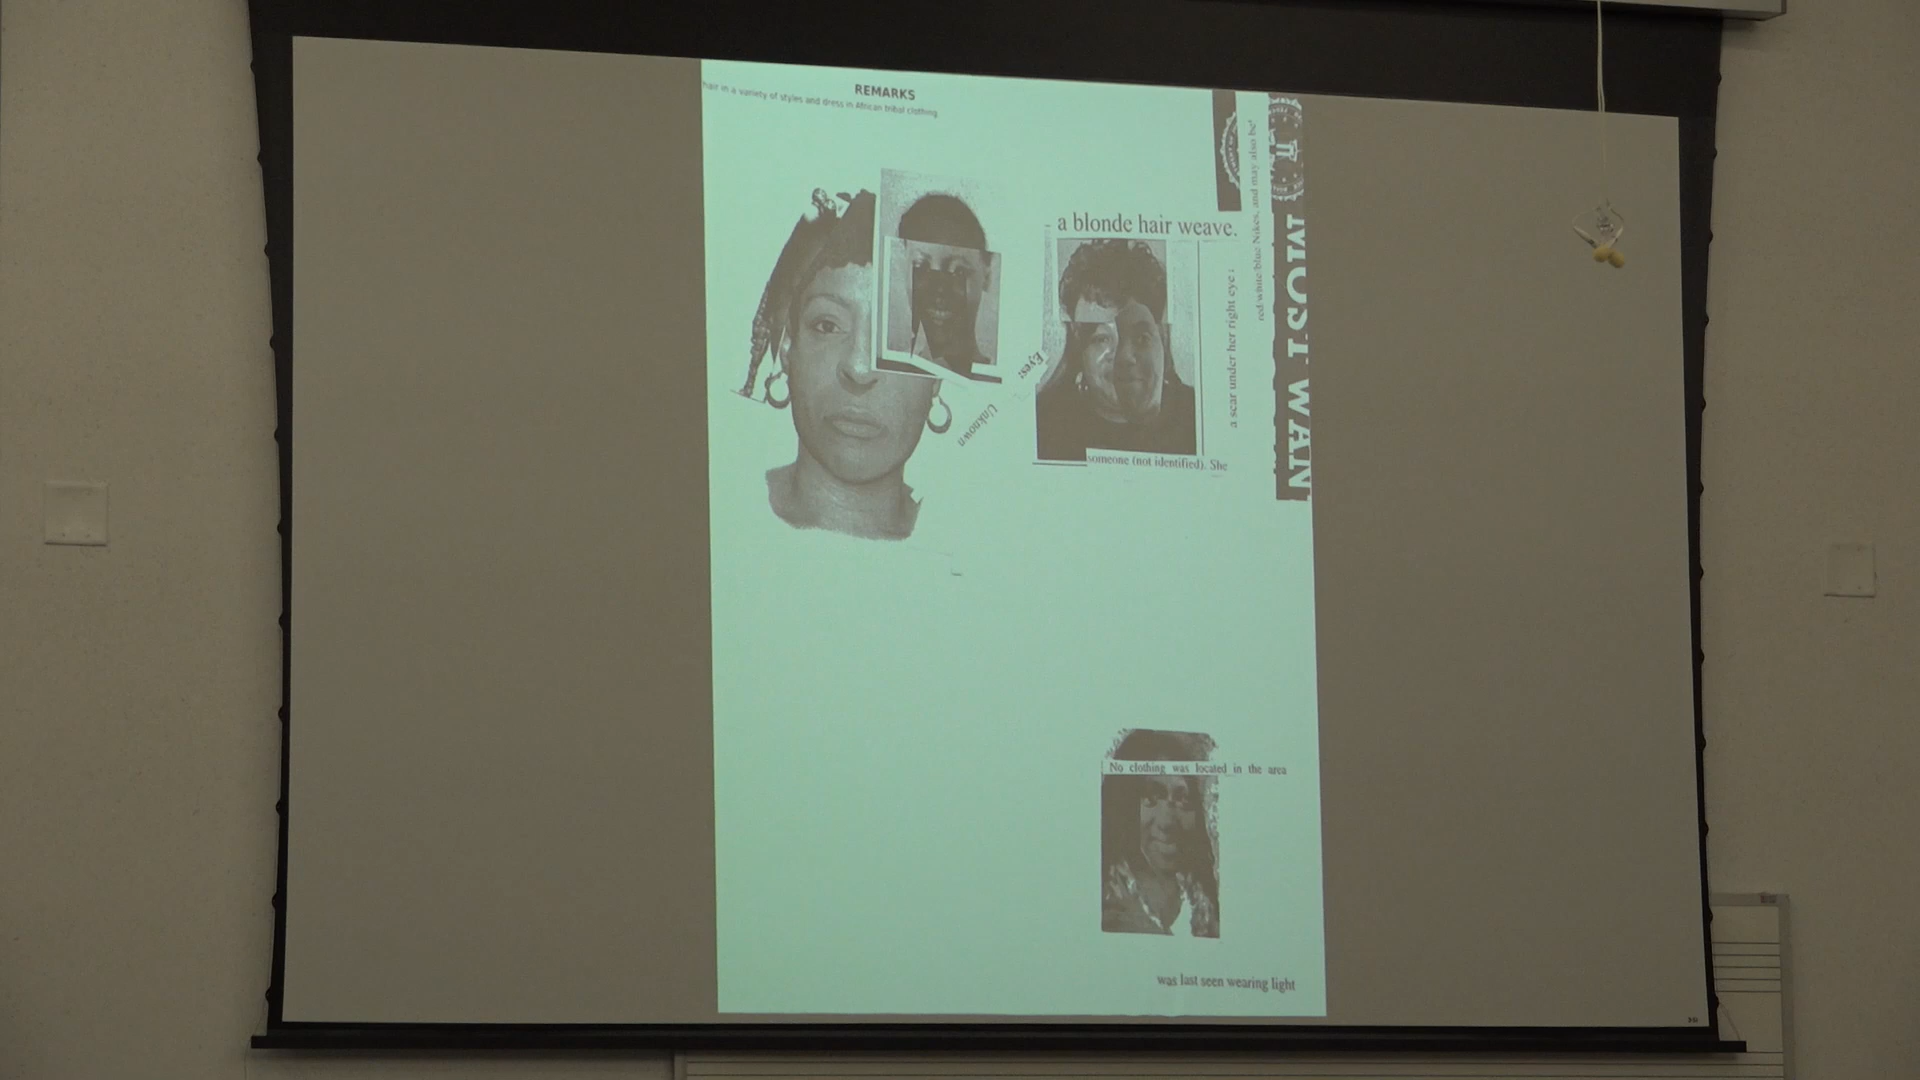 REMARKS
hair in a variety of styles and dress in African tribal clothing
a blonde hair weave.
red/white/blue Nikes, and may also be
MOST WAN
a scar under her right eye
Eyes:
Unknown
someone (not identified). She
No clothing was located in the area
was last seen wearing light